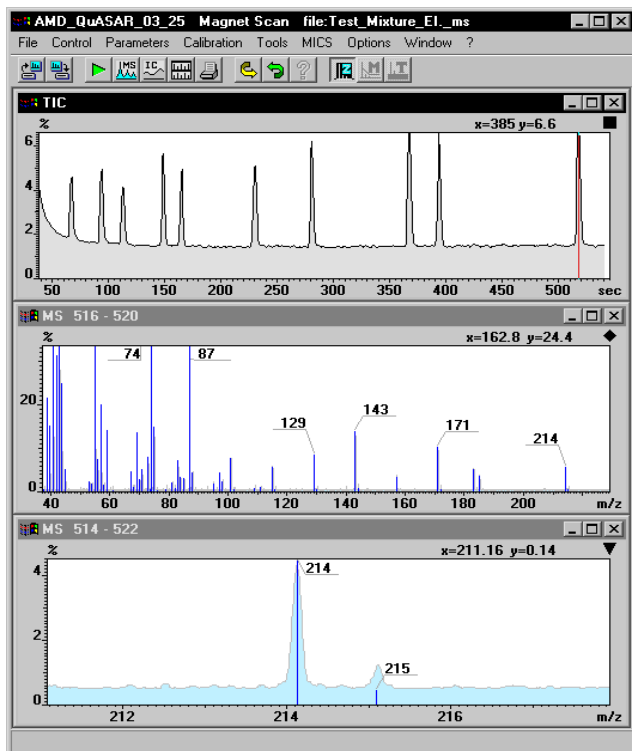 AMD_QuASAR_03_25 Magnet Scan file:Test_Mixture_EI._ms
File Control Parameters Calibration Tools MICS Options Window ?
MS IC M T
TIC
% x=385 y=6.6
6
4
2
0
50 100 150 200 250 300 350 400 450 500 sec
MS 516 - 520
% x=162.8 y=24.4
74 87
20
143
129
171
214
0
40 60 80 100 120 140 160 180 200 m/z
MS 514 - 522
% x=211.16 y=0.14
4
214
2
215
0
212 214 216 m/z